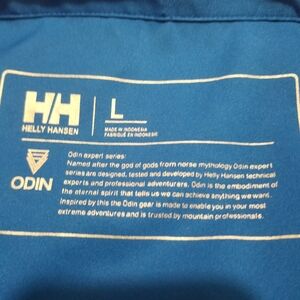 HH
HELLY HANSEN
L
MADE IN INDONESIA
FABRIQUÉ EN INDONÉSIE
ODIN
Odin expert series:
Named after the god of gods from norse mythology Odin expert
series are designed, tested and developed by Helly Hansen technical
experts and professional adventurers. Odin is the embodiment of
the eternal spirit that tells us we can achieve anything we want.
Inspired by this the Odin gear is made to enable you in your most
extreme adventures and is trusted by mountain professionals.